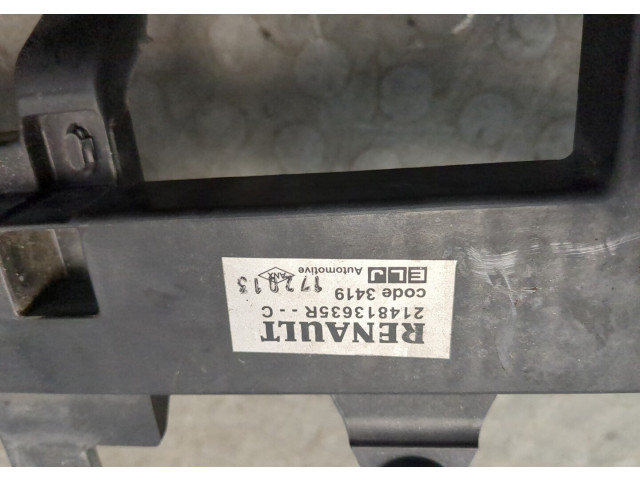 RENAULT
214813635R - - C
code 3419
ELJ Automotive